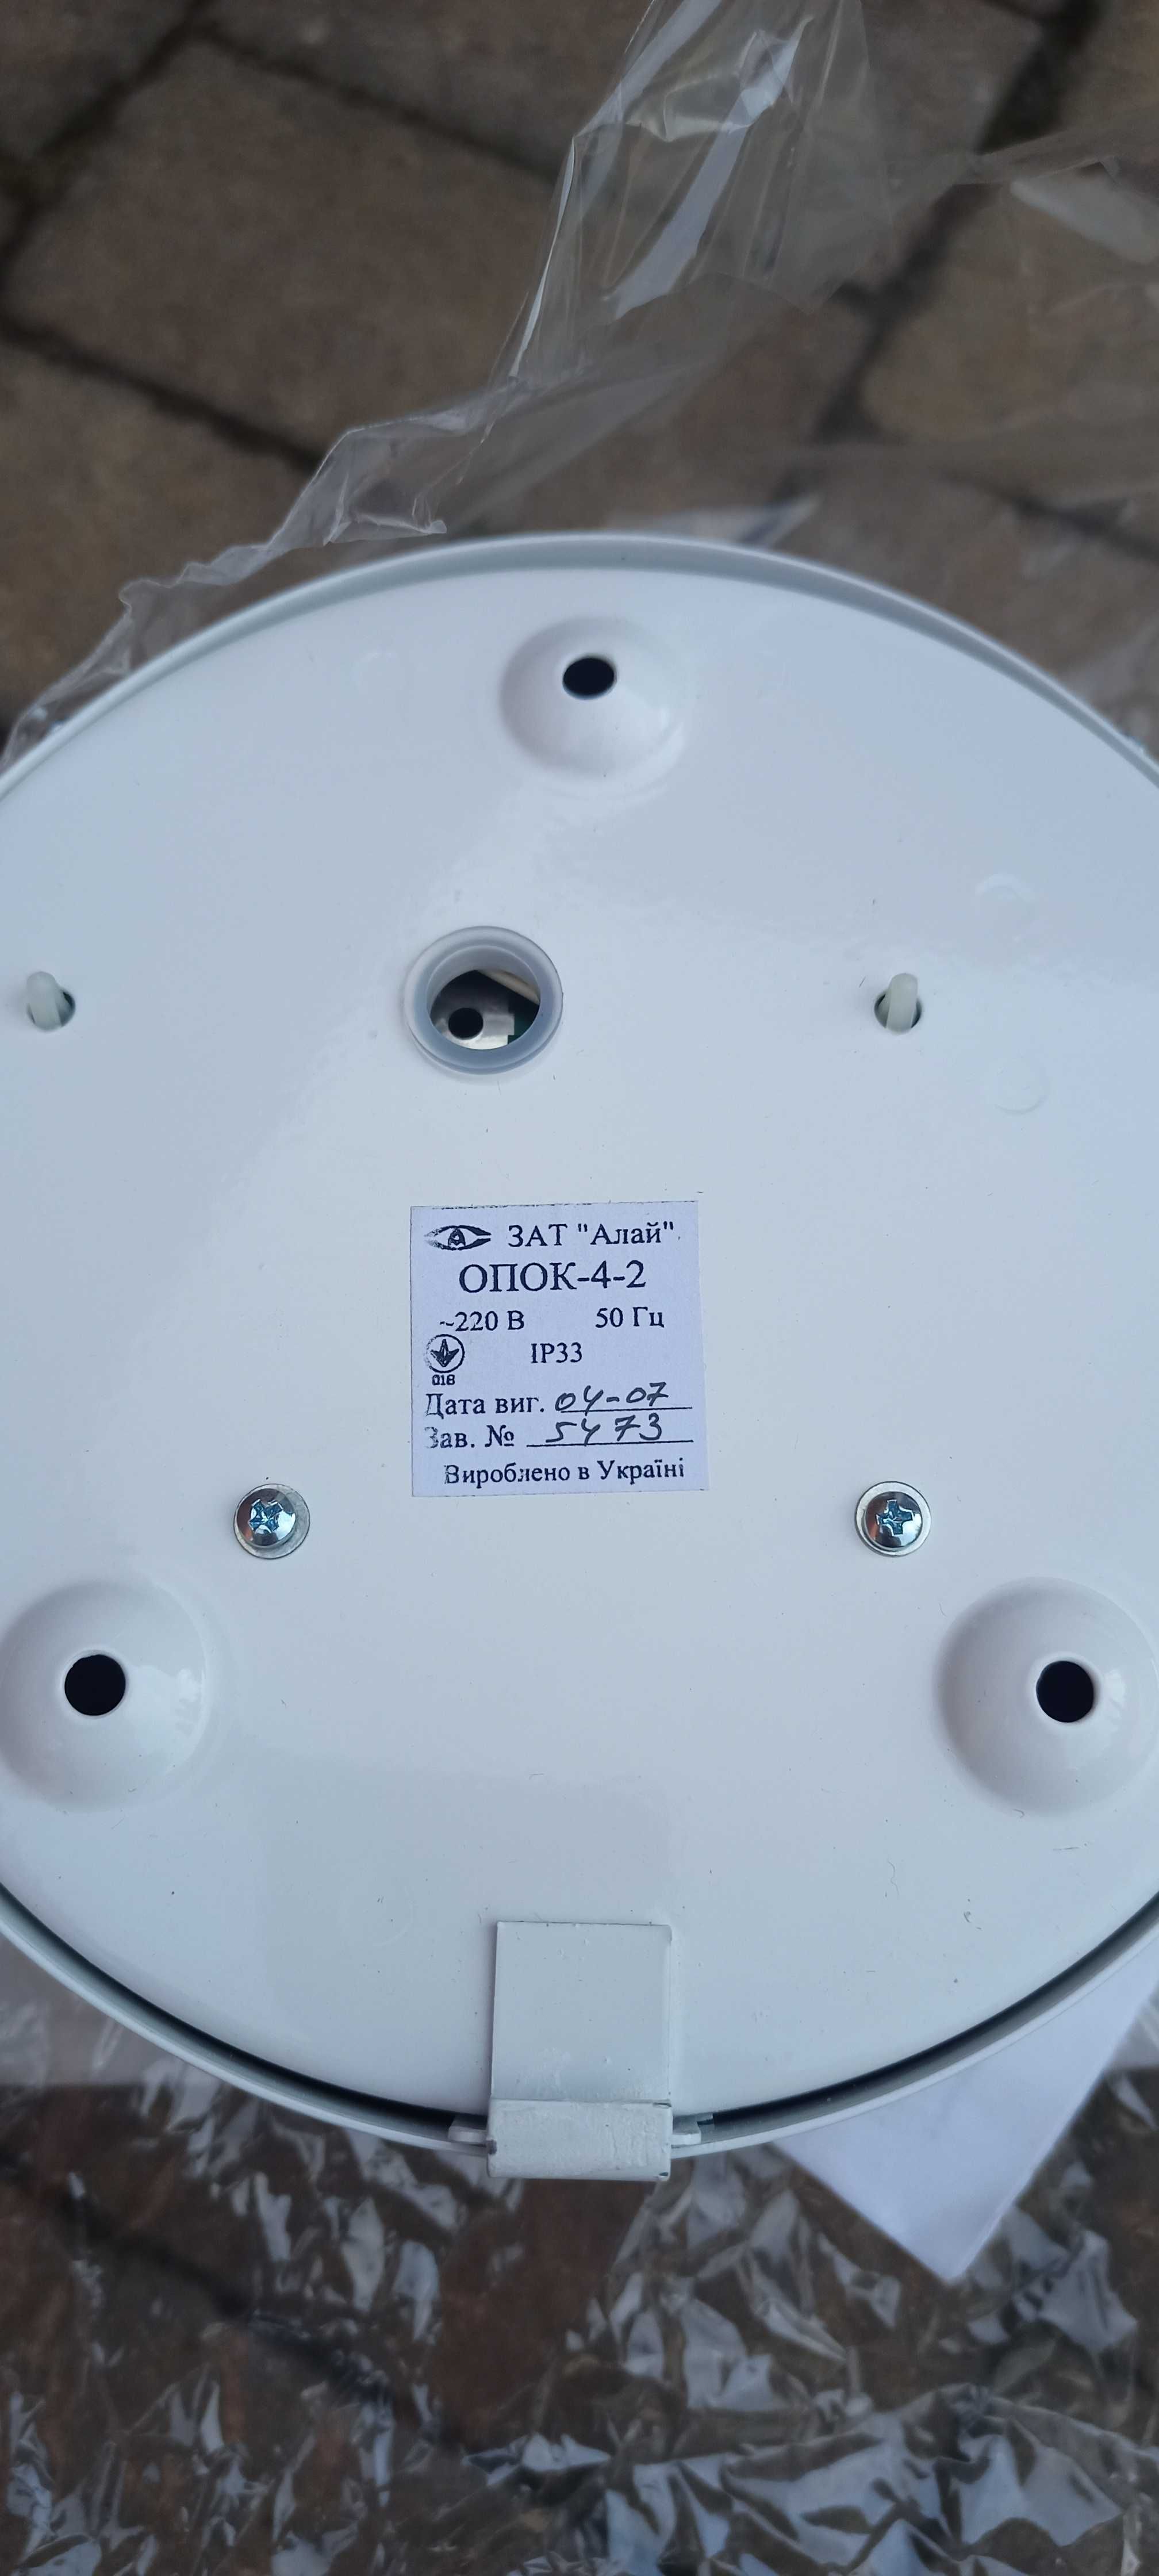 ЗАТ "Алай"
ОПОК-4-2
~220 В 50 Гц
IP33
018
Дата виг. 04-07
Зав. № 5473
Вироблено в Україні